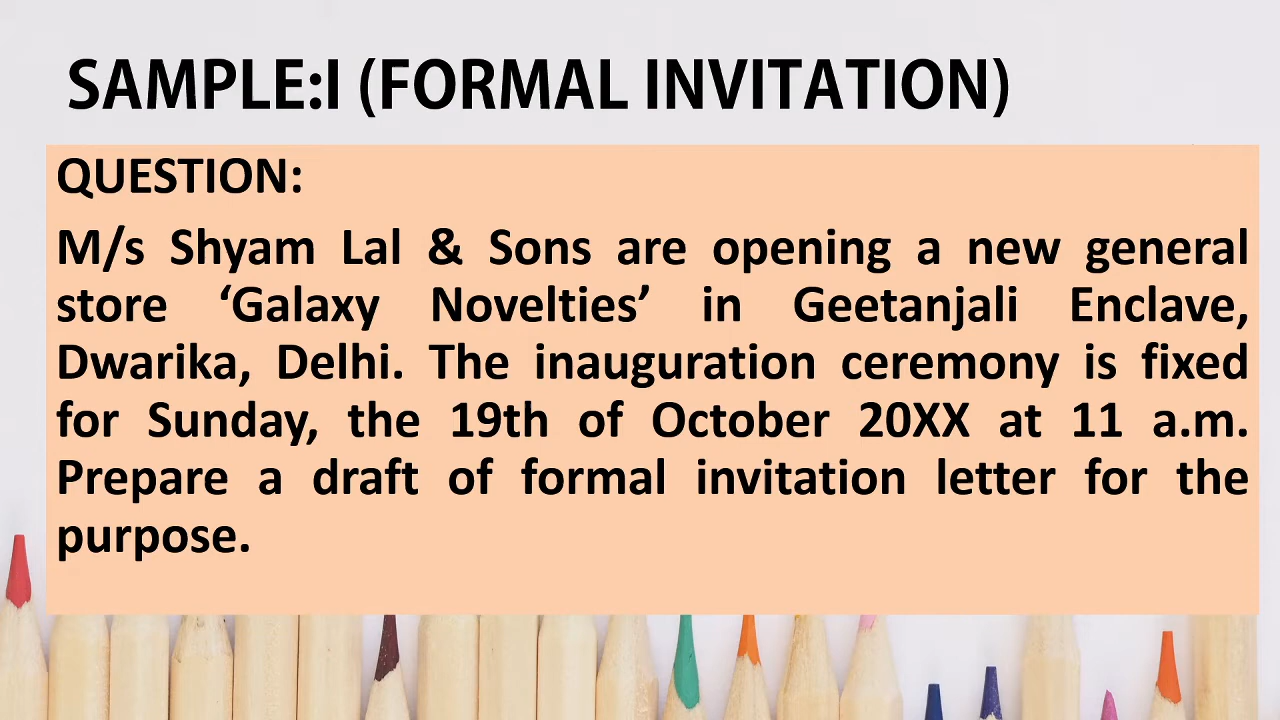 SAMPLE:I (FORMAL INVITATION)
QUESTION:
M/s Shyam Lal & Sons are opening a new general
store ‘Galaxy Novelties’ in Geetanjali Enclave,
Dwarika, Delhi. The inauguration ceremony is fixed
for Sunday, the 19th of October 20XX at 11 a.m.
Prepare a draft of formal invitation letter for the
purpose.